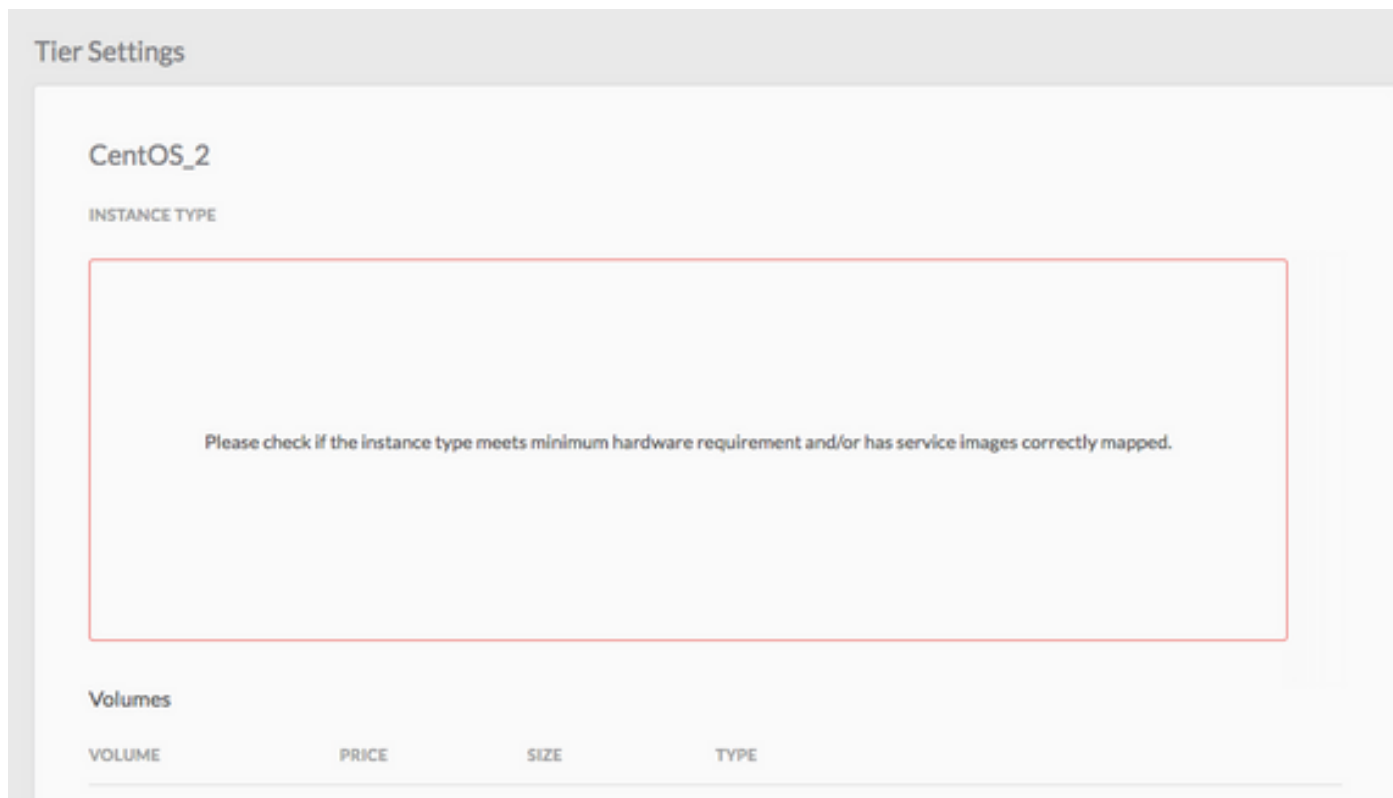 Tier Settings
CentOS_2
INSTANCE TYPE
Please check if the instance type meets minimum hardware requirement and/or has service images correctly mapped.
Volumes
VOLUME PRICE SIZE TYPE